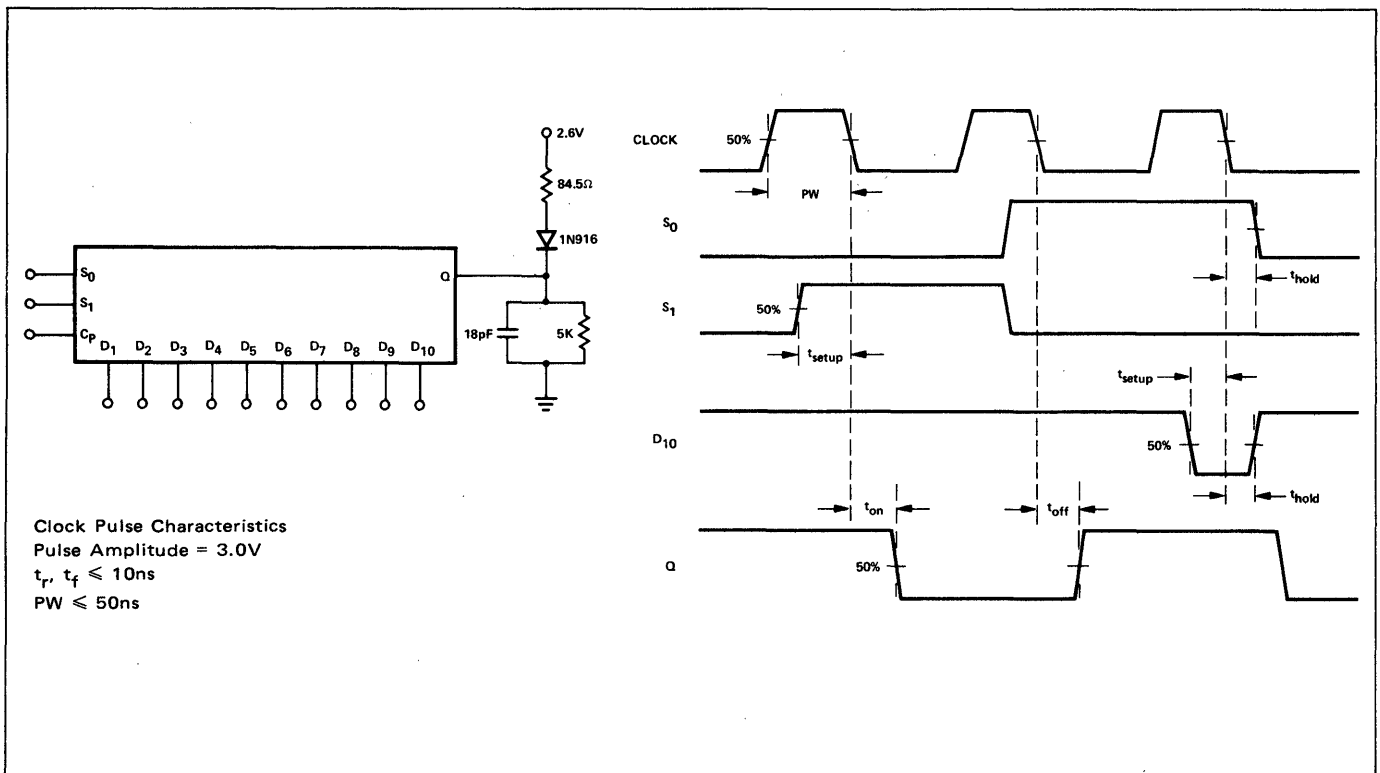 2.6V
84.5Ω
1N916
S0
S1
CP
Q
D1 D2 D3 D4 D5 D6 D7 D8 D9 D10
18pF
5K
Clock Pulse Characteristics
Pulse Amplitude = 3.0V
tr, tf ≤ 10ns
PW ≤ 50ns
CLOCK
50%
PW
S0
thold
S1
50%
tsetup
tsetup
D10
50%
thold
ton
toff
Q
50%